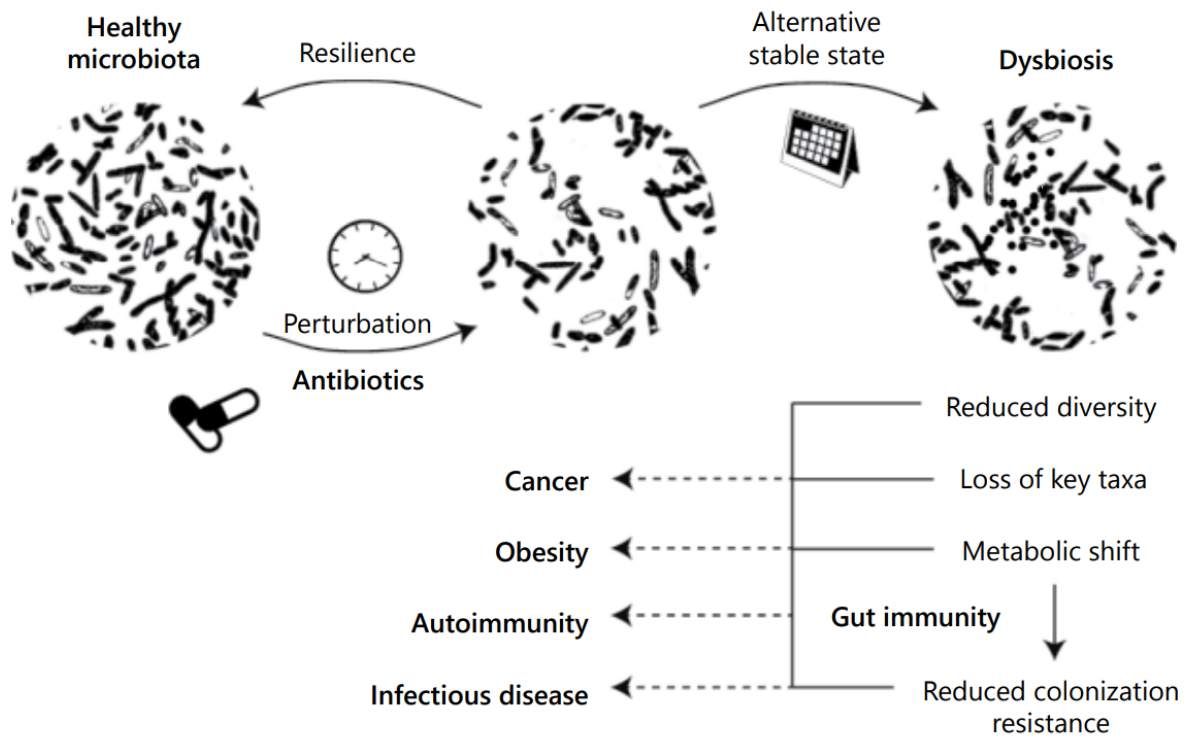 Healthy
microbiota
Resilience
Alternative
stable state
Dysbiosis
Perturbation
Antibiotics
Reduced diversity
Cancer
Loss of key taxa
Obesity
Metabolic shift
Autoimmunity
Gut immunity
Infectious disease
Reduced colonization
resistance